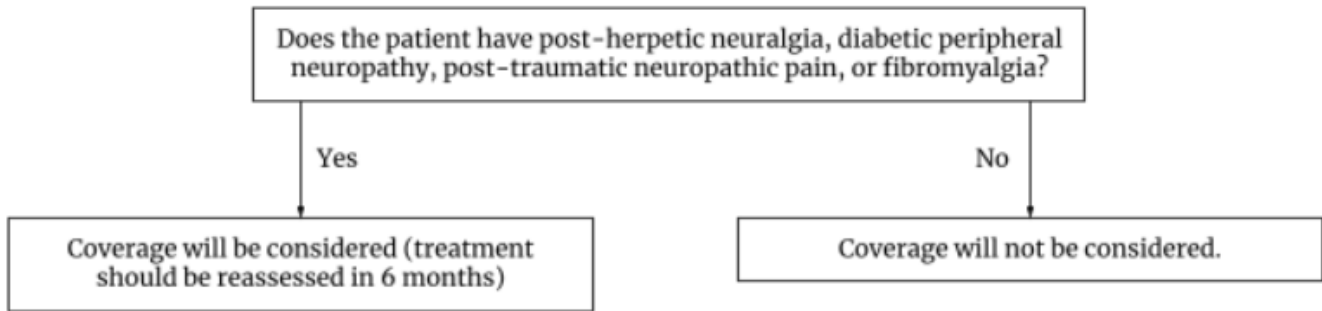 Does the patient have post-herpetic neuralgia, diabetic peripheral
neuropathy, post-traumatic neuropathic pain, or fibromyalgia?
Yes
No
Coverage will be considered (treatment
should be reassessed in 6 months)
Coverage will not be considered.